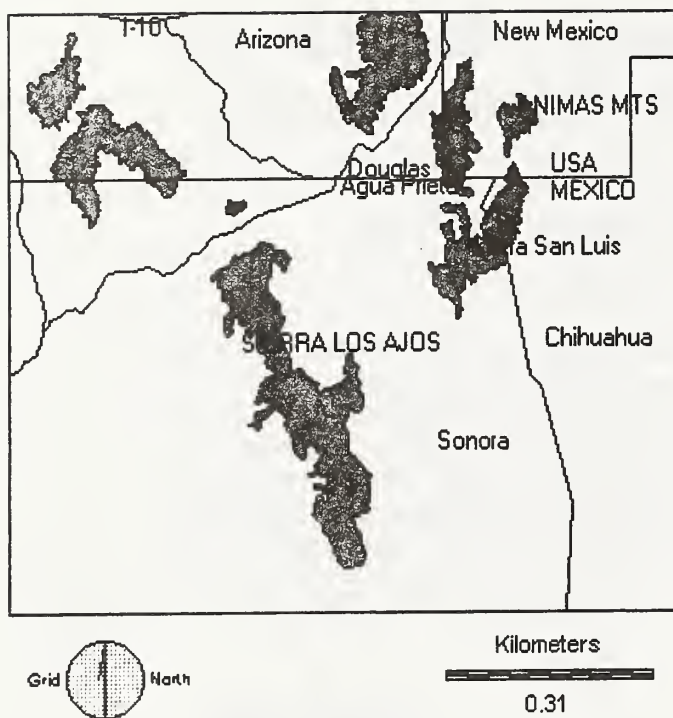 I-10
Arizona
New Mexico
NIMAS MTS
Douglas
Agua Prieta
USA
MEXICO
San Luis
SIERRA LOS AJOS
Chihuahua
Sonora
Kilometers
Grid North
0.31